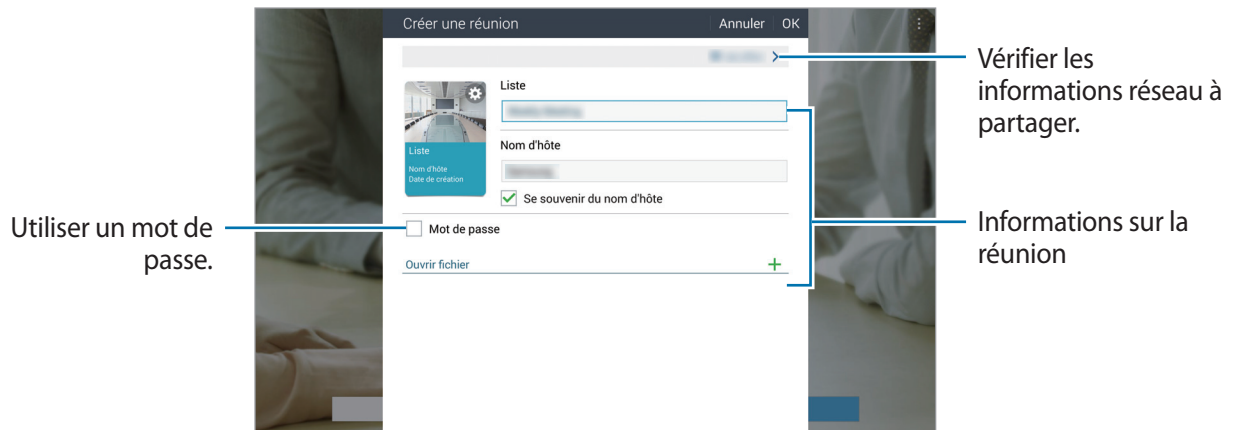 Créer une réunion
Annuler
OK
Vérifier les
informations réseau à
partager.
Liste
Liste
Nom d'hôte
Date de création
Nom d'hôte
Se souvenir du nom d'hôte
Utiliser un mot de
passe.
Mot de passe
Informations sur la
réunion
Ouvrir fichier